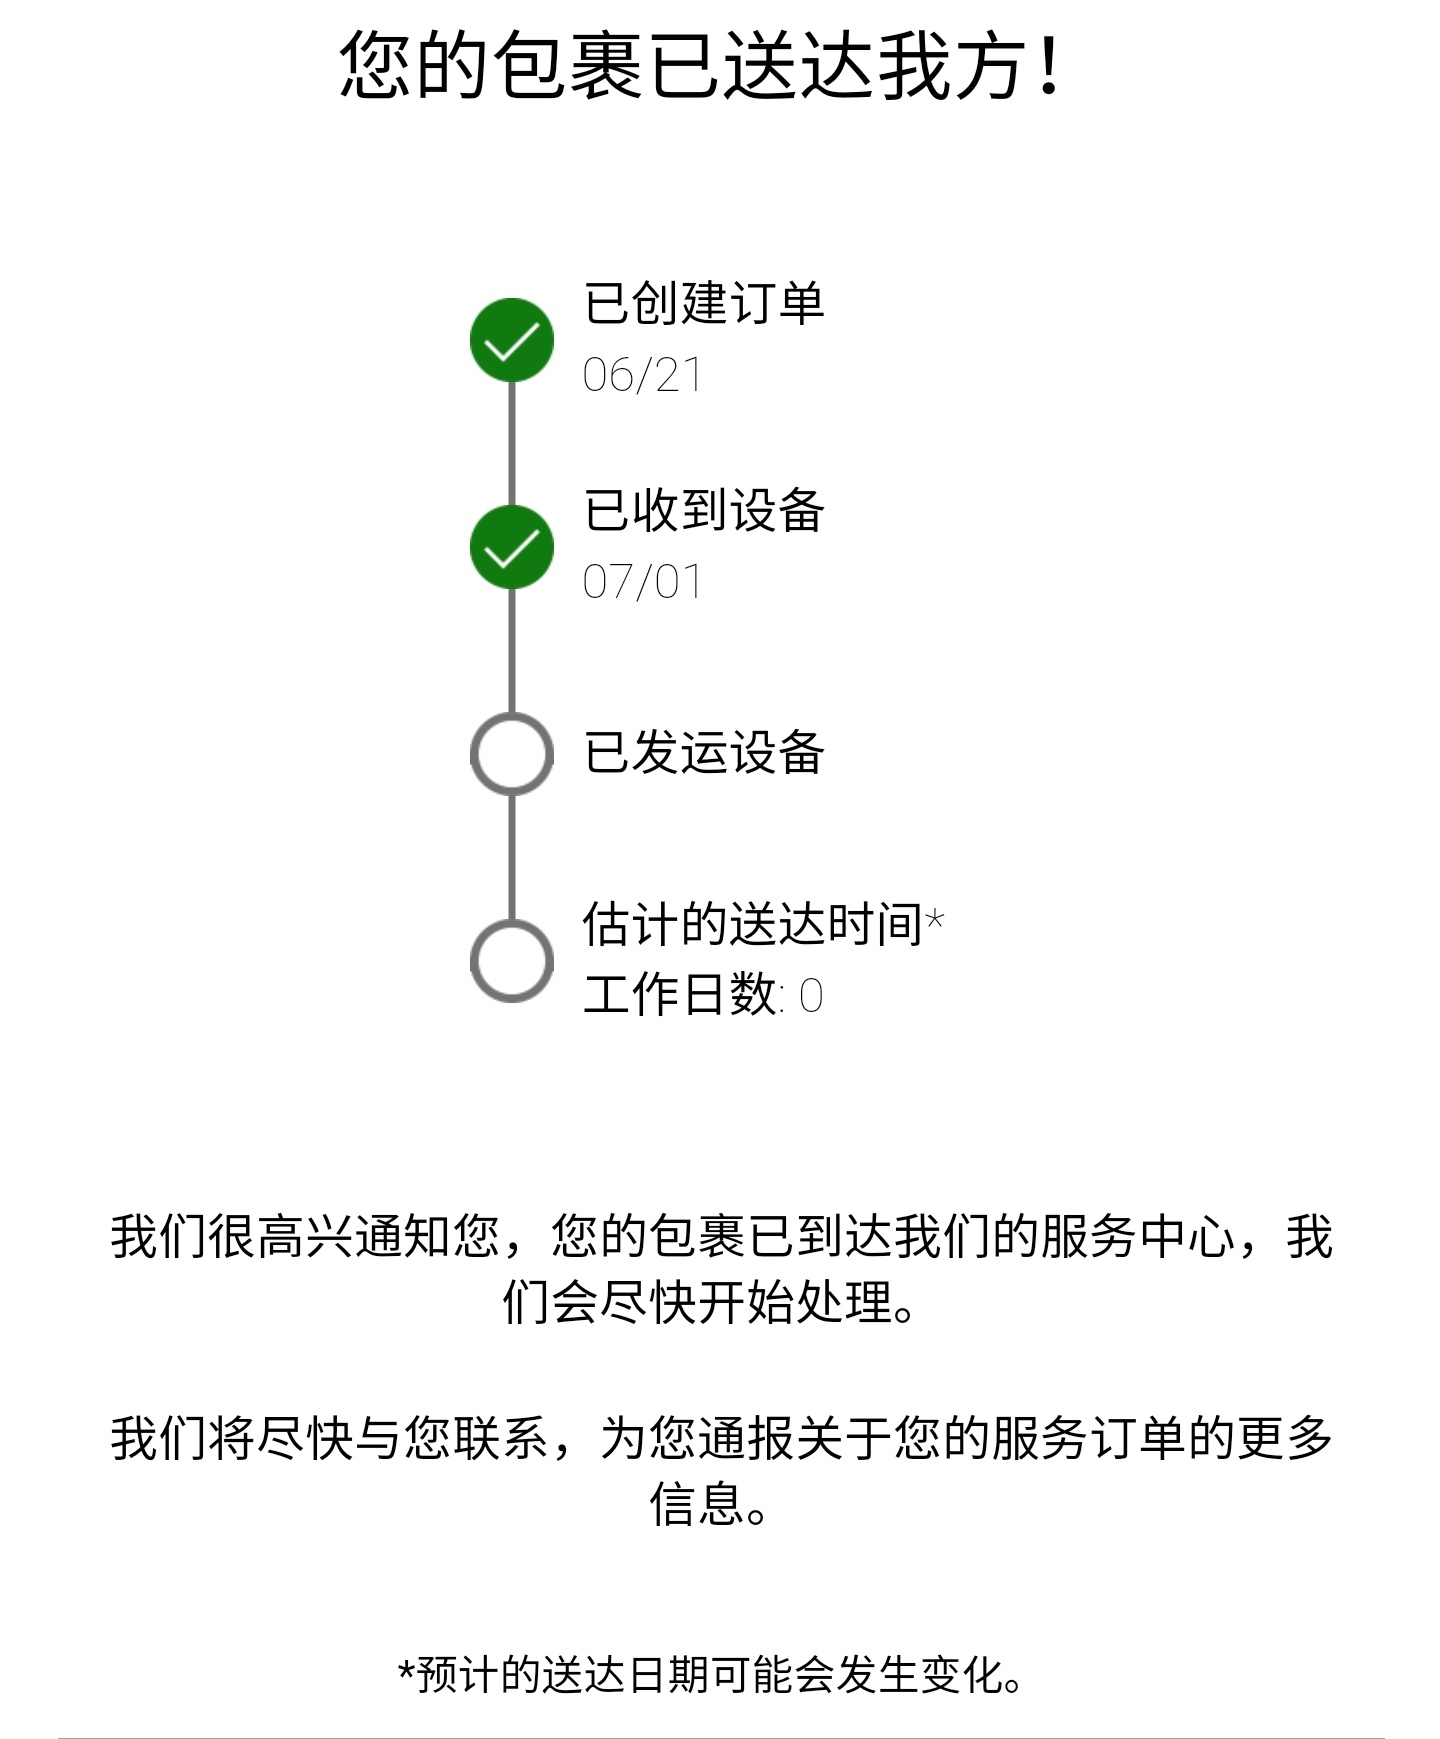 您的包裹已送达我方！
已创建订单
06/21
已收到设备
07/01
已发运设备
估计的送达时间*
工作日数: 0
我们很高兴通知您，您的包裹已到达我们的服务中心，我
们会尽快开始处理。
我们将尽快与您联系，为您通报关于您的服务订单的更多
信息。
*预计的送达日期可能会发生变化。